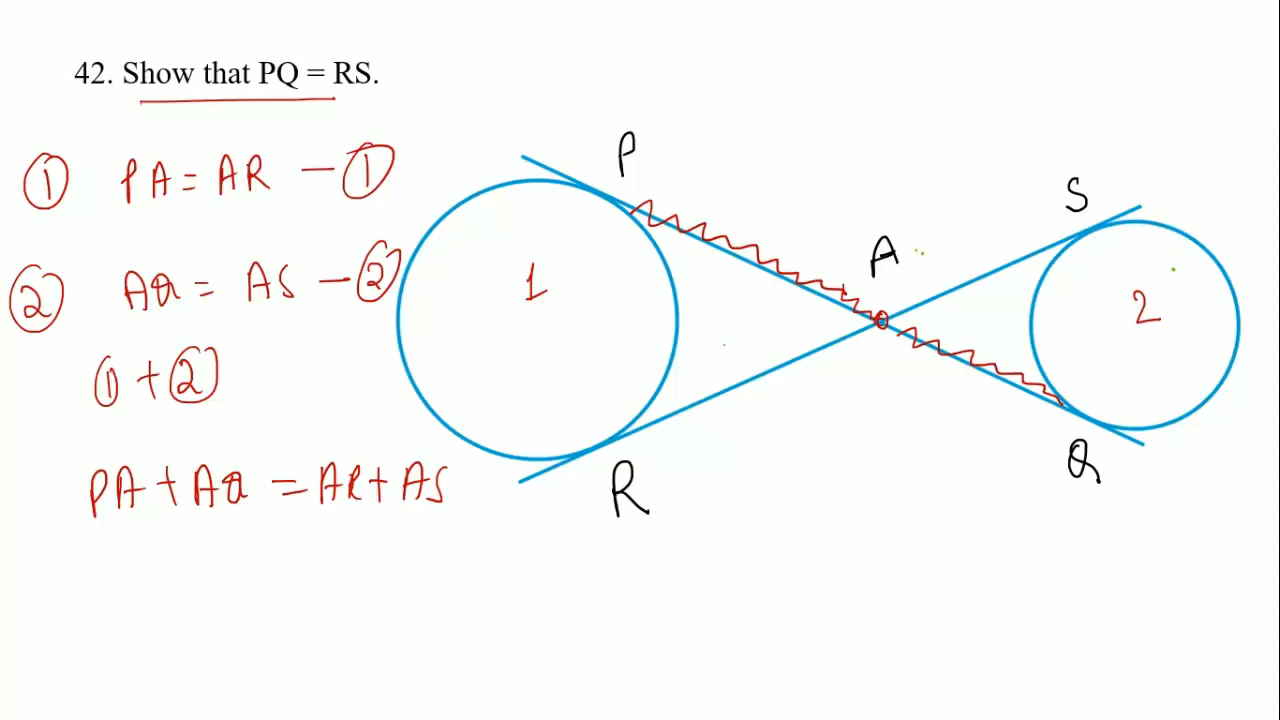 42. Show that PQ = RS.
① PA = AR - ①
② AQ = AS - ②
① + ②
PA + AQ = AR + AS
P
S
A
1
2
R
Q